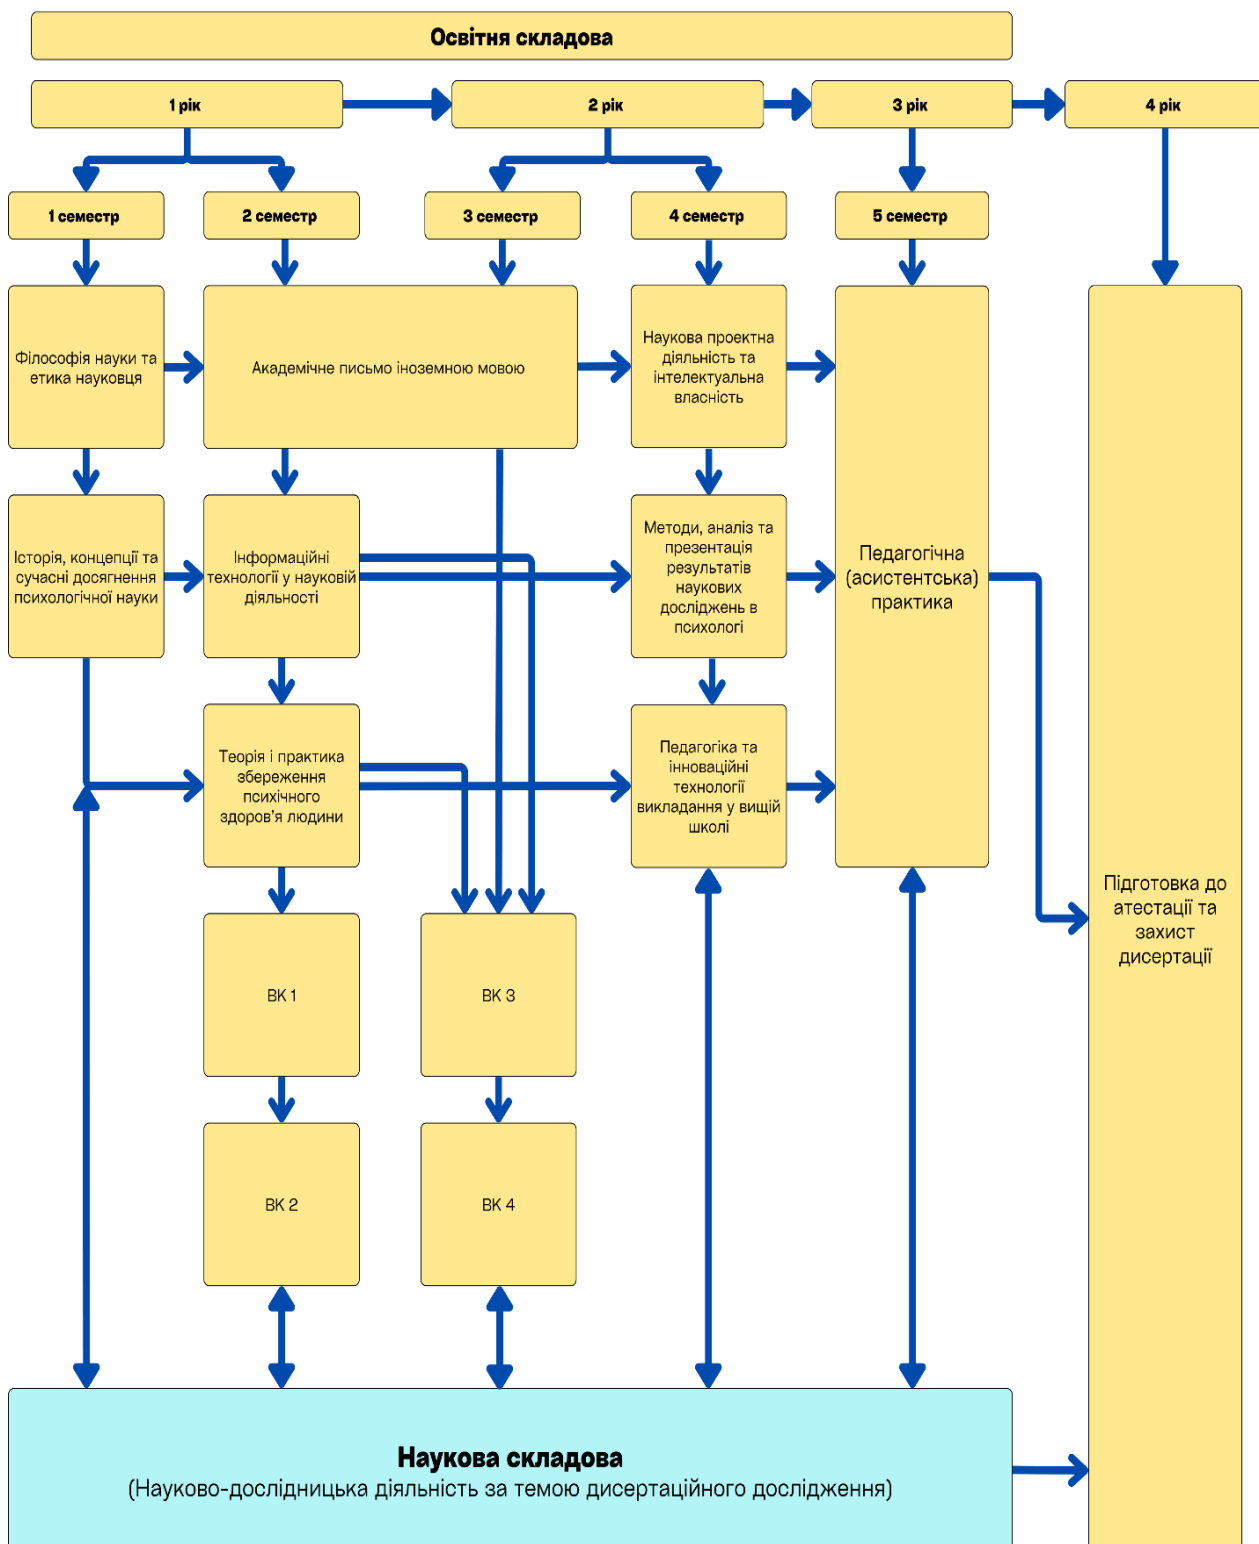 Освітня складова
1 рік
2 рік
3 рік
4 рік
1 семестр
2 семестр
3 семестр
4 семестр
5 семестр
Філософія науки та
етика науковця
Академічне письмо іноземною мовою
Наукова проектна
діяльність та
інтелектуальна
власність
Історія, концепції та
сучасні досягнення
психологічної науки
Інформаційні
технології у науковій
діяльності
Методи, аналіз та
презентація
результатів
наукових
досліджень в
психологі
Педагогічна
(асистентська)
практика
Теорія і практика
збереження
психічного
здоров’я людини
Педагогіка та
інноваційні
технології
викладання у вищій
школі
Підготовка до
атестації та
захист
дисертації
ВК 1
ВК 3
ВК 2
ВК 4
Наукова складова
(Науково-дослідницька діяльність за темою дисертаційного дослідження)